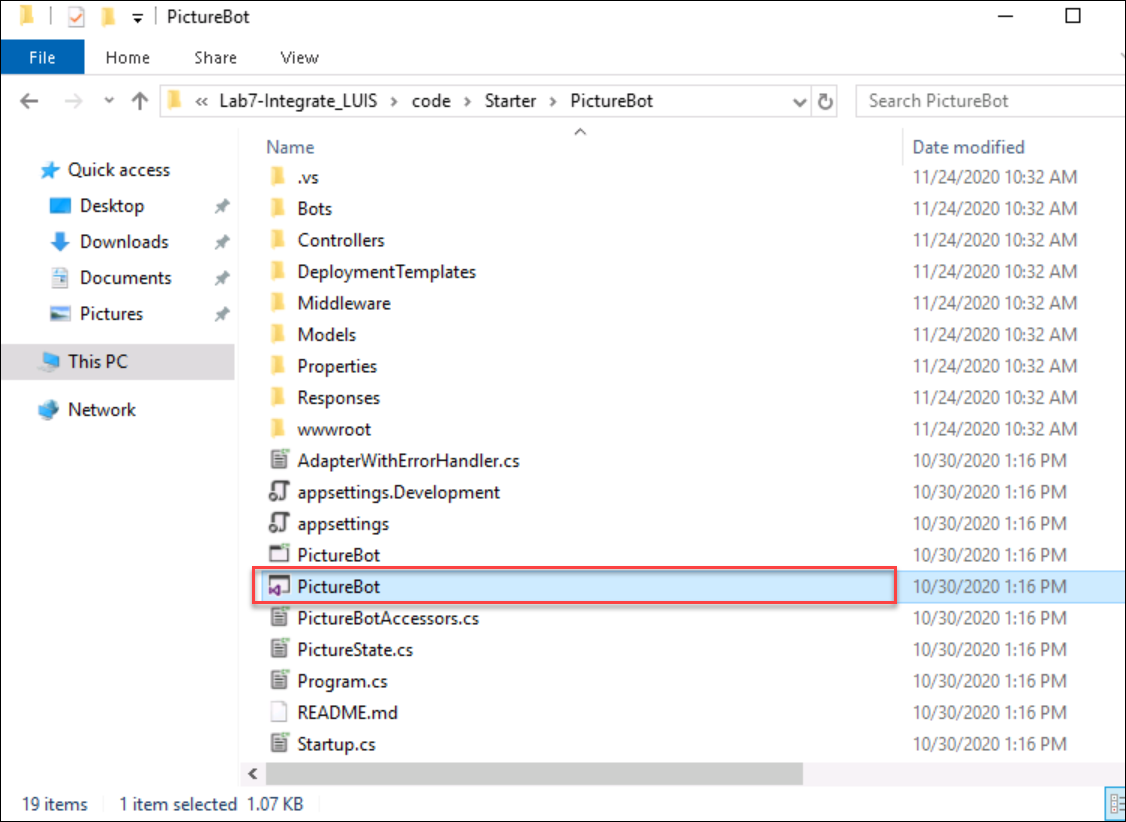 PictureBot
File Home Share View
« Lab7-Integrate_LUIS > code > Starter > PictureBot Search PictureBot
Name Date modified
Quick access
Desktop
Downloads
Documents
Pictures
This PC
Network
.vs 11/24/2020 10:32 AM
Bots 11/24/2020 10:32 AM
Controllers 11/24/2020 10:32 AM
DeploymentTemplates 11/24/2020 10:32 AM
Middleware 11/24/2020 10:32 AM
Models 11/24/2020 10:32 AM
Properties 11/24/2020 10:32 AM
Responses 11/24/2020 10:32 AM
wwwroot 11/24/2020 10:32 AM
AdapterWithErrorHandler.cs 10/30/2020 1:16 PM
appsettings.Development 10/30/2020 1:16 PM
appsettings 10/30/2020 1:16 PM
PictureBot 10/30/2020 1:16 PM
PictureBot 10/30/2020 1:16 PM
PictureBotAccessors.cs 10/30/2020 1:16 PM
PictureState.cs 10/30/2020 1:16 PM
Program.cs 10/30/2020 1:16 PM
README.md 10/30/2020 1:16 PM
Startup.cs 10/30/2020 1:16 PM
19 items 1 item selected 1.07 KB